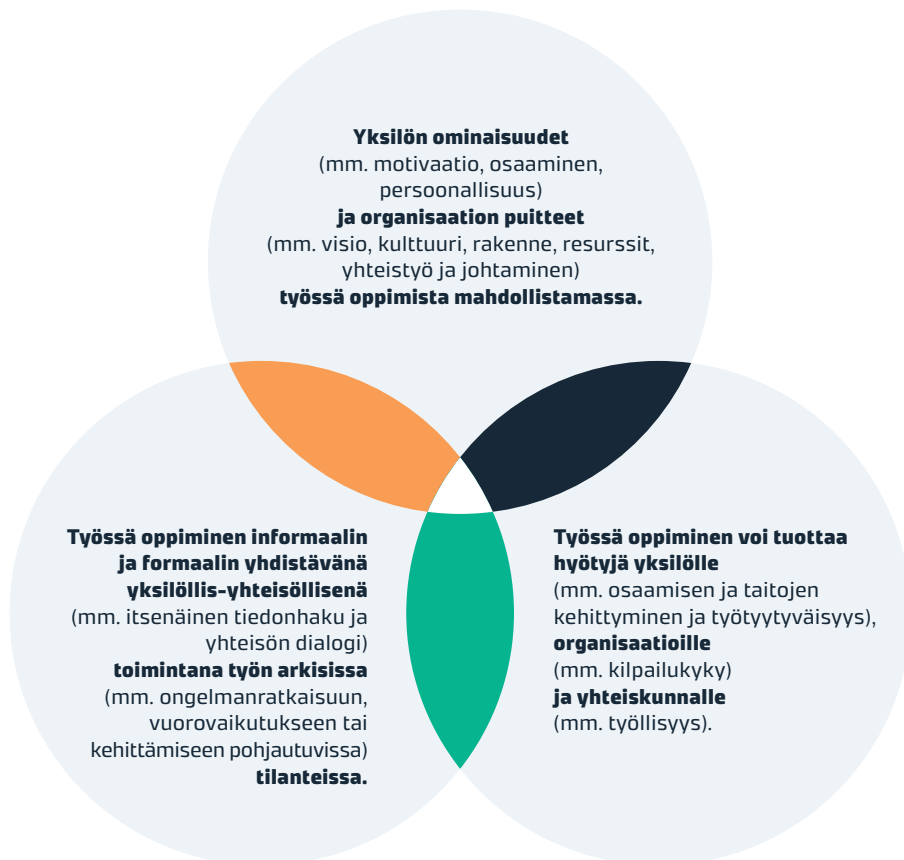 Yksilön ominaisuudet
(mm. motivaatio, osaaminen,
persoonallisuus)
ja organisaation puitteet
(mm. visio, kulttuuri, rakenne, resurssit,
yhteistyö ja johtaminen)
työssä oppimista mahdollistamassa.
Työssä oppiminen informaalin
ja formaalin yhdistävänä
yksilöllis-yhteisöllisenä
(mm. itsenäinen tiedonhaku ja
yhteisön dialogi)
toimintana työn arkisissa
(mm. ongelmanratkaisuun,
vuorovaikutukseen tai
kehittämiseen pohjautuvissa)
tilanteissa.
Työssä oppiminen voi tuottaa
hyötyjä yksilölle
(mm. osaamisen ja taitojen
kehittyminen ja työtyytyväisyys),
organisaatioille
(mm. kilpailukyky)
ja yhteiskunnalle
(mm. työllisyys).